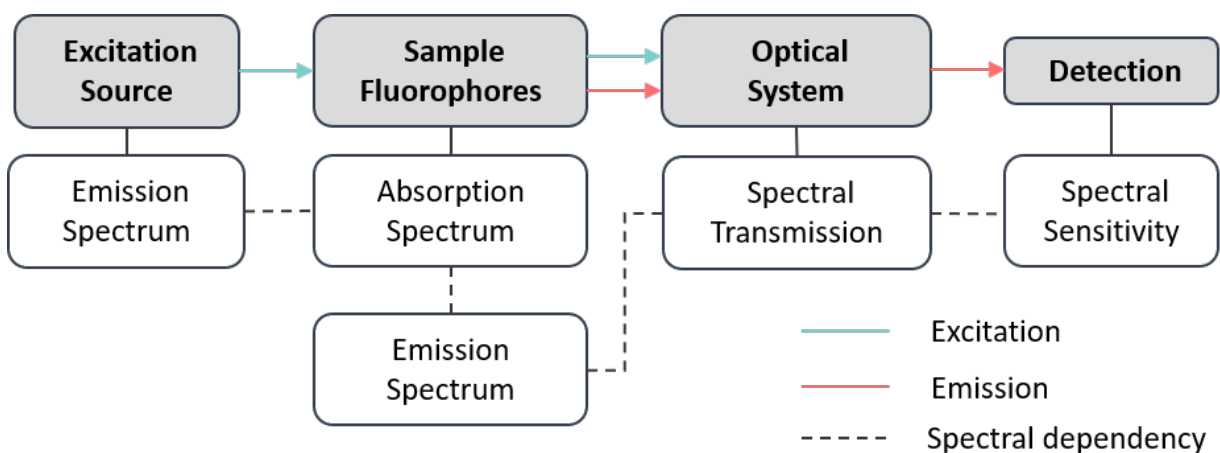 Excitation
Source
Sample
Fluorophores
Optical
System
Detection
Emission
Spectrum
Absorption
Spectrum
Spectral
Transmission
Spectral
Sensitivity
Emission
Spectrum
Excitation
Emission
Spectral dependency